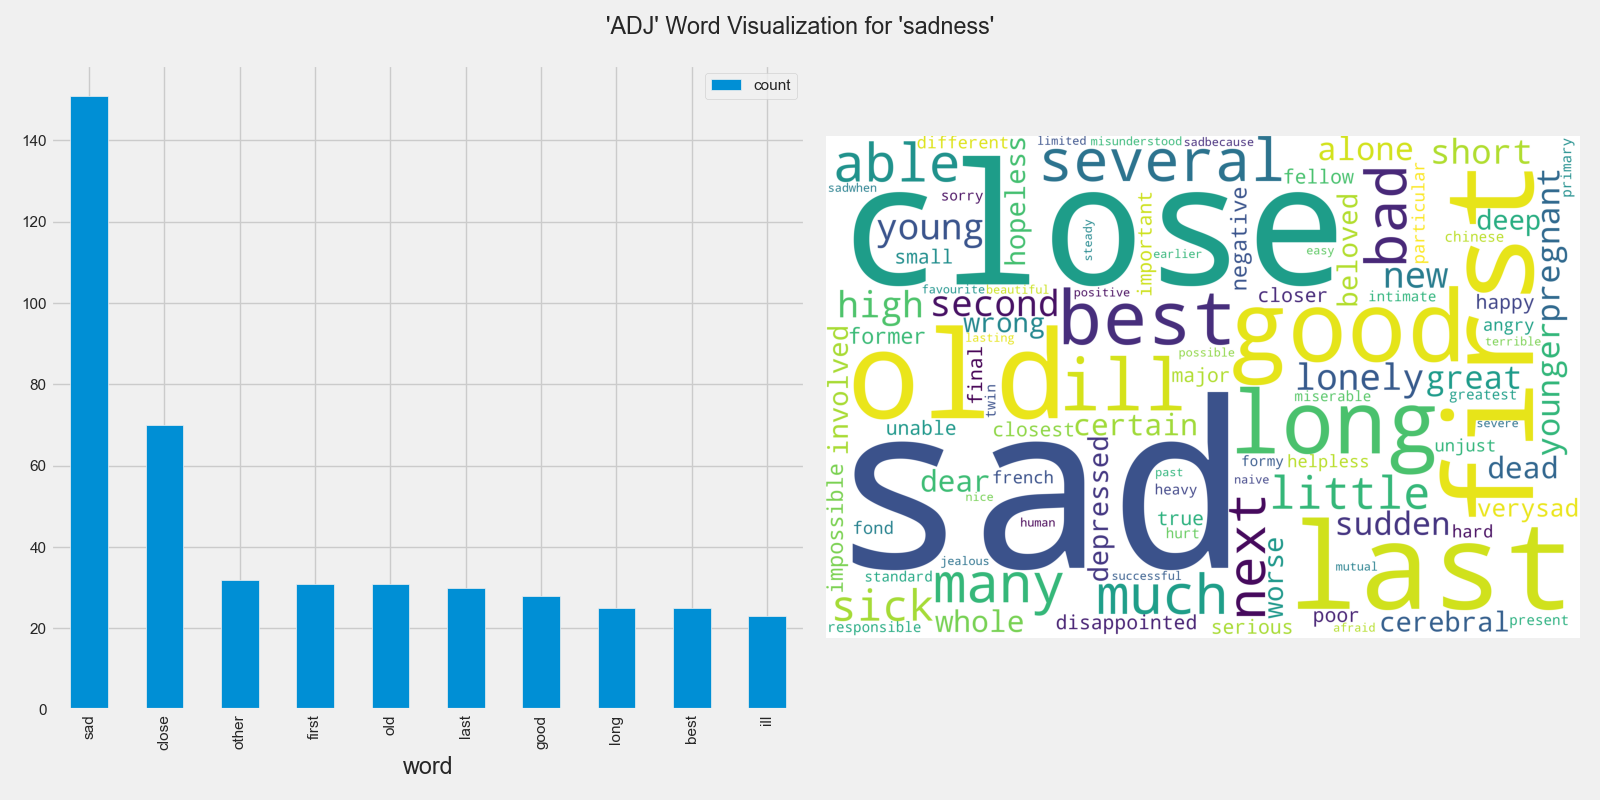 'ADJ' Word Visualization for 'sadness'
count
140
120
100
80
60
40
20
0
sad
close
other
first
old
last
good
long
best
ill
word
different
limited
misunderstood
sadbecause
able
several
alone
short
primary
hopeless
sadwhen
sorry
close
fellow
bad
particular
first
pregnant
young
small
steady
important
earlier
negative
easy
beloved
deep
chinese
new
favourite
beautiful
positive
closer
intimate
happy
high
second
best
good
angry
former
wrong
lasting
terrible
possible
old
final
twin
ill
major
lonely
great
younger
miserable
greatest
impossible
involved
unable
closest
certain
long
severe
unjust
sad
depressed
formy
helpless
dead
dear
french
past
naive
nice
heavy
little
verysad
fond
human
true
hurt
next
sudden
hard
jealous
last
standard
many
successful
worse
mutual
sick
much
responsible
whole
disappointed
serious
poor
afraid
cerebral
present